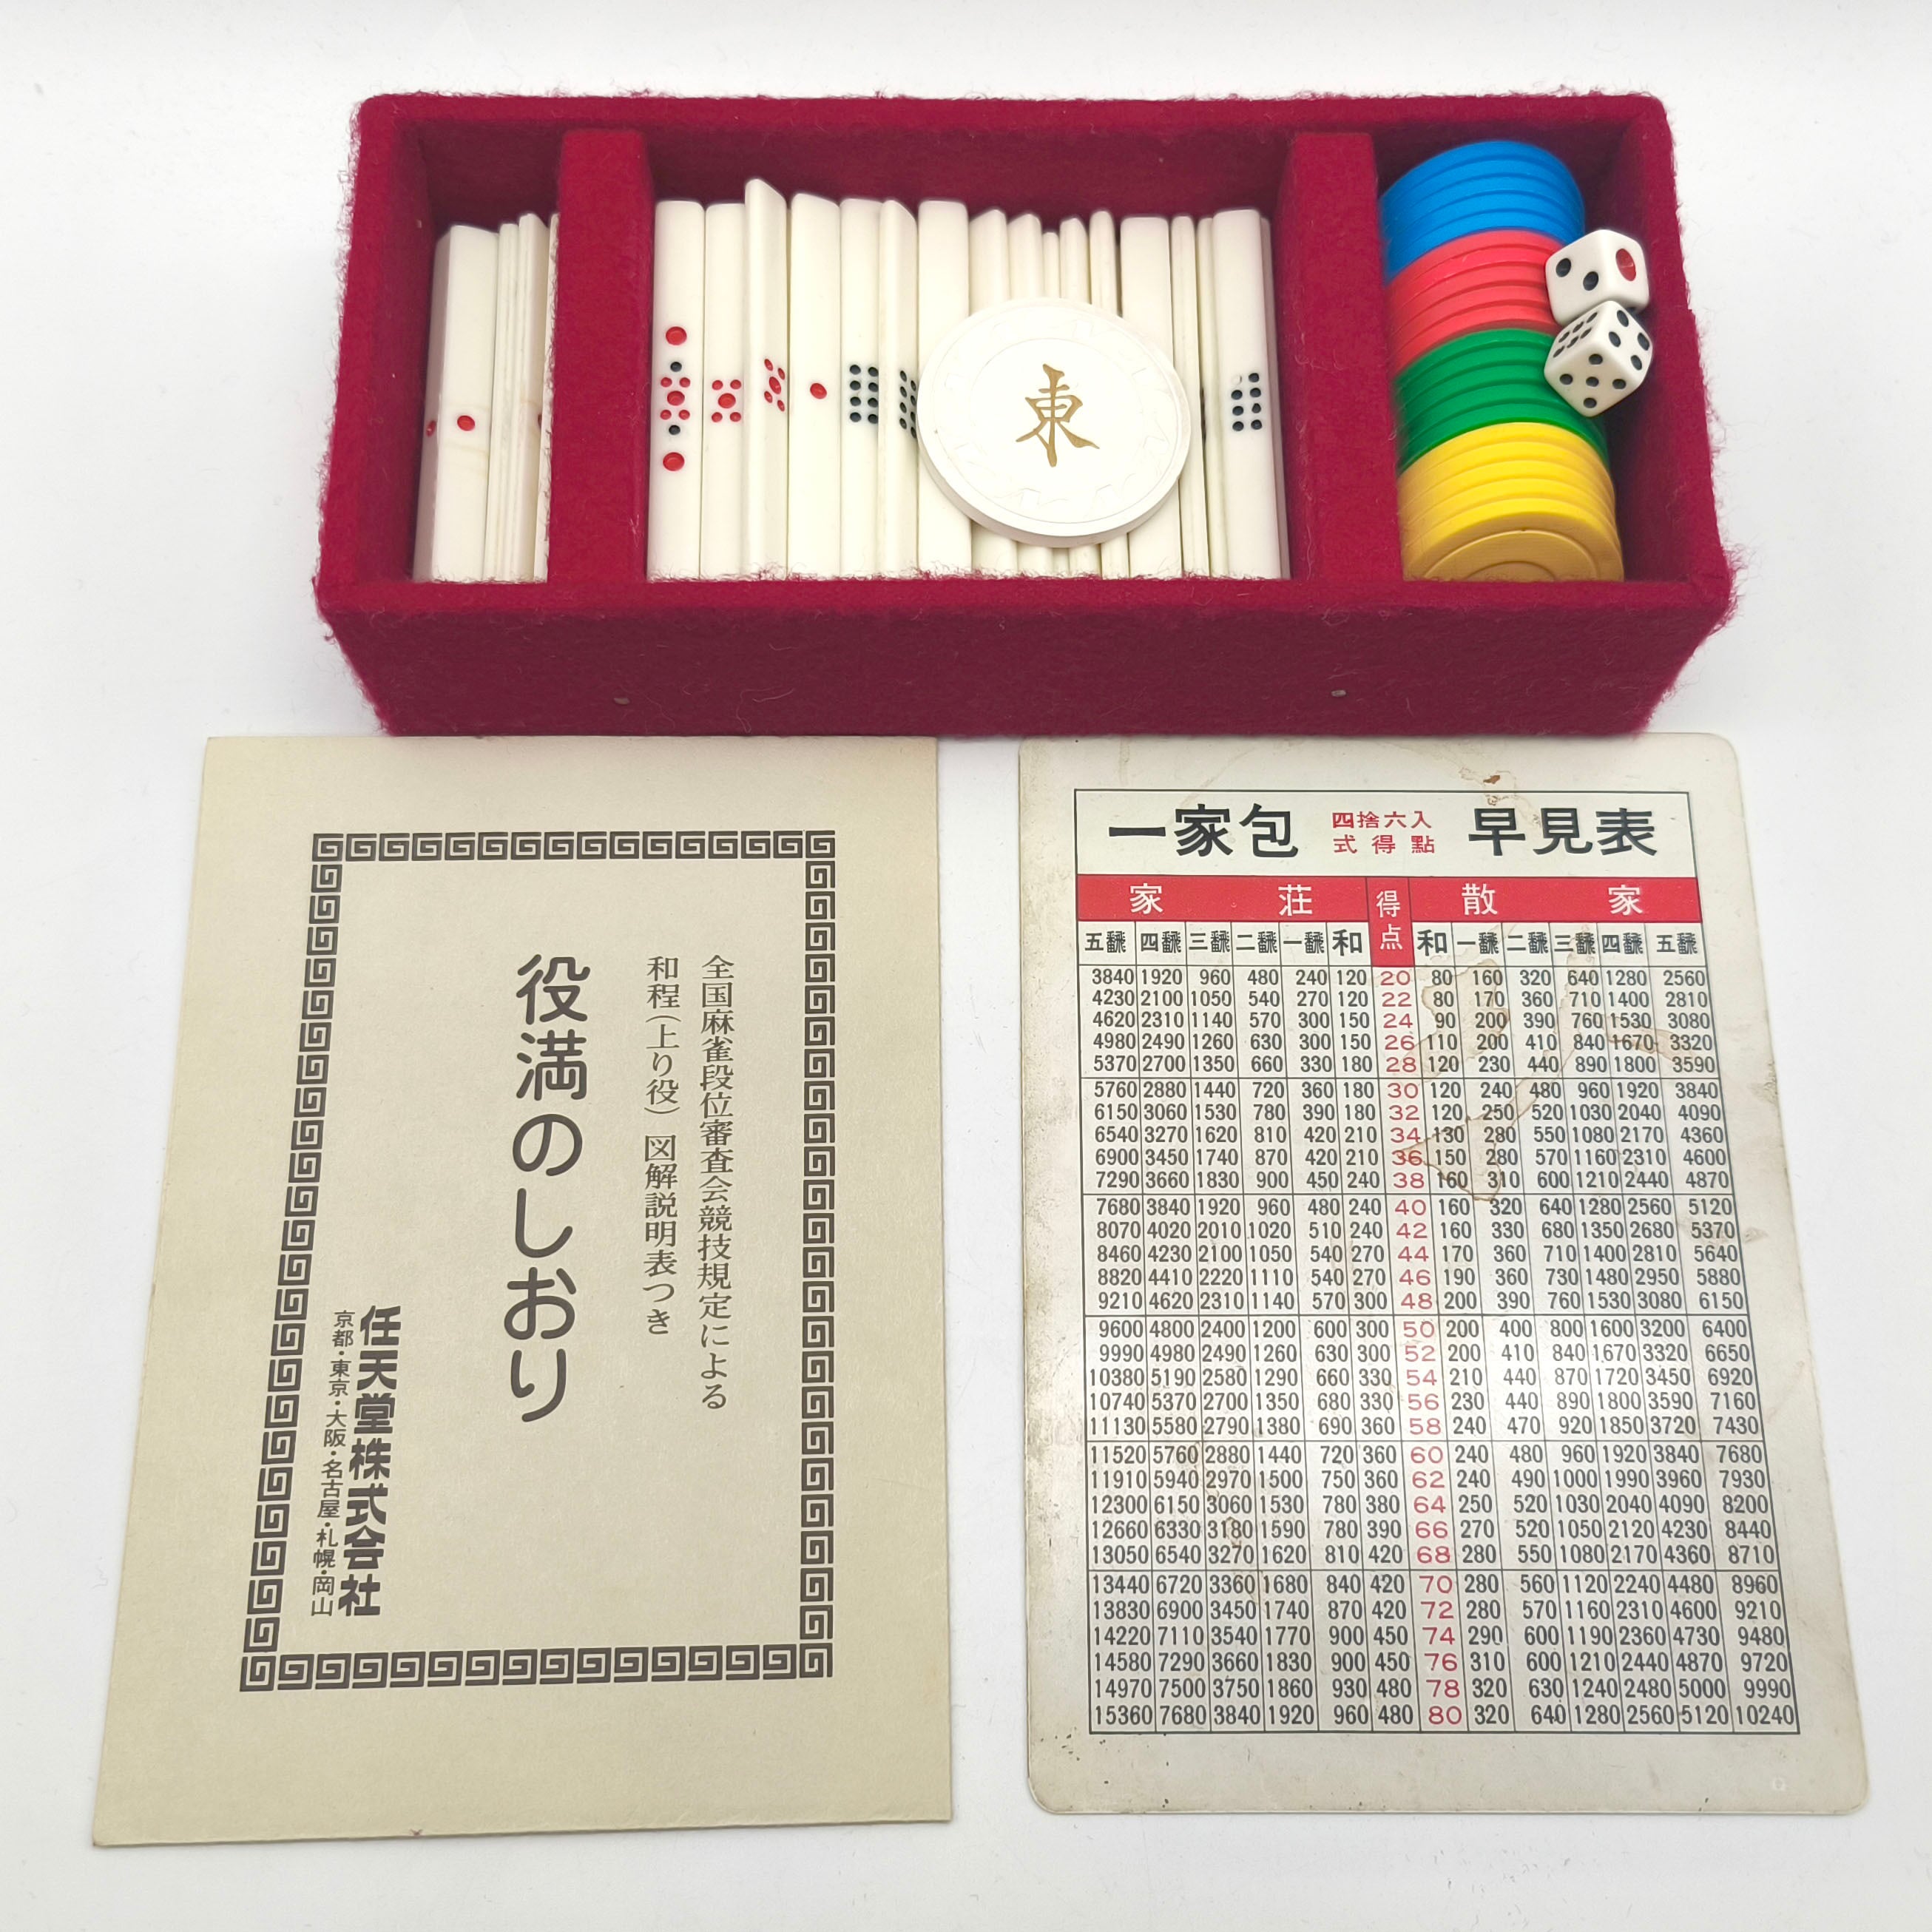 東
全国麻雀段位審査会競技規定による
和程(上り役) 図解説明表つき
役満のしおり
任天堂株式会社
京都・東京・大阪・名古屋・札幌・岡山
一家包 四捨六入 早見表
式得點
家 荘 得点 散 家
五飜 四飜 三飜 二飜 一飜 和 和 一飜 二飜 三飜 四飜 五飜
3840 1920 960 480 240 120 20 80 160 320 640 1280 2560
4230 2100 1050 540 270 120 22 80 170 360 710 1400 2810
4620 2310 1140 570 300 150 24 90 200 390 760 1530 3080
4980 2490 1260 630 300 150 26 110 200 410 840 1670 3320
5370 2700 1350 660 330 180 28 120 230 440 890 1800 3590
5760 2880 1440 720 360 180 30 120 240 480 960 1920 3840
6150 3060 1530 780 390 180 32 120 250 520 1030 2040 4090
6540 3270 1620 810 420 210 34 130 280 550 1080 2170 4360
6900 3450 1740 870 420 210 36 150 280 570 1160 2310 4600
7290 3660 1830 900 450 240 38 160 310 600 1210 2440 4870
7680 3840 1920 960 480 240 40 160 320 640 1280 2560 5120
8070 4020 2010 1020 510 240 42 160 330 680 1350 2680 5370
8460 4230 2100 1050 540 270 44 170 360 710 1400 2810 5640
8820 4410 2220 1110 540 270 46 190 360 730 1480 2950 5880
9210 4620 2310 1140 570 300 48 200 390 760 1530 3080 6150
9600 4800 2400 1200 600 300 50 200 400 800 1600 3200 6400
9990 4980 2490 1260 630 300 52 200 410 840 1670 3320 6650
10380 5190 2580 1290 660 330 54 210 440 870 1720 3450 6920
10740 5370 2700 1350 680 330 56 230 440 890 1800 3590 7160
11130 5580 2790 1380 690 360 58 240 470 920 1850 3720 7430
11520 5760 2880 1440 720 360 60 240 480 960 1920 3840 7680
11910 5940 2970 1500 750 360 62 240 490 1000 1990 3960 7930
12300 6150 3060 1530 780 380 64 250 520 1030 2040 4090 8200
12660 6330 3180 1590 780 390 66 270 520 1050 2120 4230 8440
13050 6540 3270 1620 810 420 68 280 550 1080 2170 4360 8710
13440 6720 3360 1680 840 420 70 280 560 1120 2240 4480 8960
13830 6900 3450 1740 870 420 72 280 570 1160 2310 4600 9210
14220 7110 3540 1770 900 450 74 290 600 1190 2360 4730 9480
14580 7290 3660 1830 900 450 76 310 600 1210 2440 4870 9720
14970 7500 3750 1860 930 480 78 320 630 1240 2480 5000 9990
15360 7680 3840 1920 960 480 80 320 640 1280 2560 5120 10240